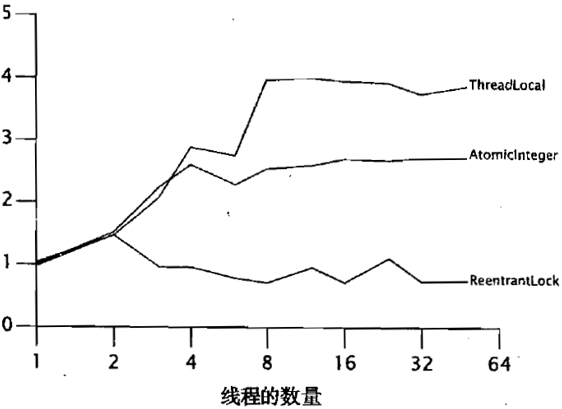 5
4
ThreadLocal
3
AtomicInteger
2
1
ReentrantLock
0
1 2 4 8 16 32 64
线程的数量